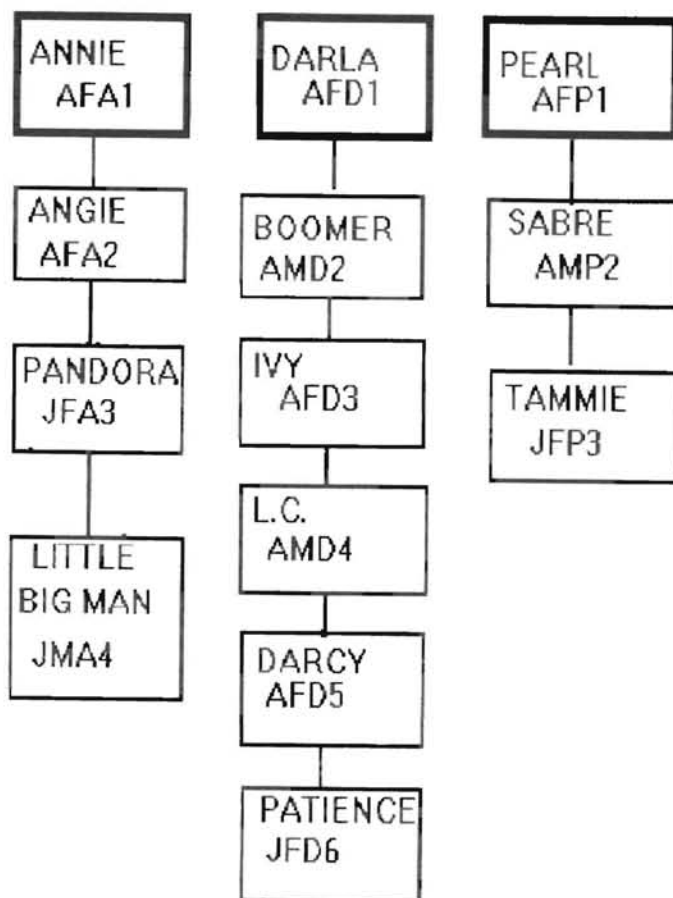 ANNIE
AFA1
ANGIE
AFA2
PANDORA
JFA3
LITTLE
BIG MAN
JMA4
DARLA
AFD1
BOOMER
AMD2
IVY
AFD3
L.C.
AMD4
DARCY
AFD5
PATIENCE
JFD6
PEARL
AFP1
SABRE
AMP2
TAMMIE
JFP3